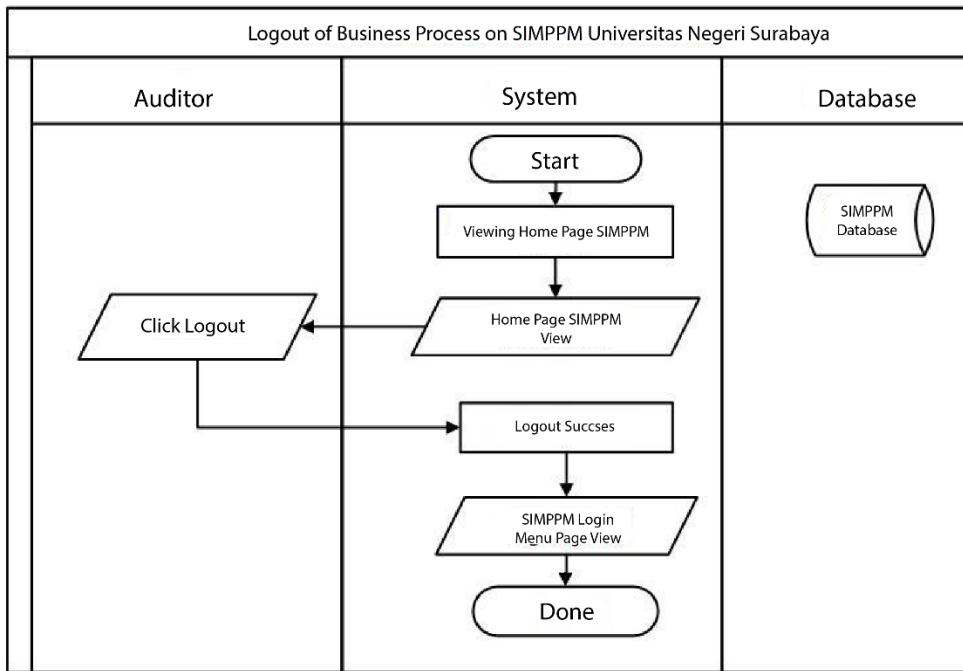 Logout of Business Process on SIMPPM Universitas Negeri Surabaya
Auditor
System
Database
Start
Viewing Home Page SIMPPM
SIMPPM
Database
Home Page SIMPPM
View
Click Logout
Logout Succses
SIMPPM Login
Menu Page View
Done